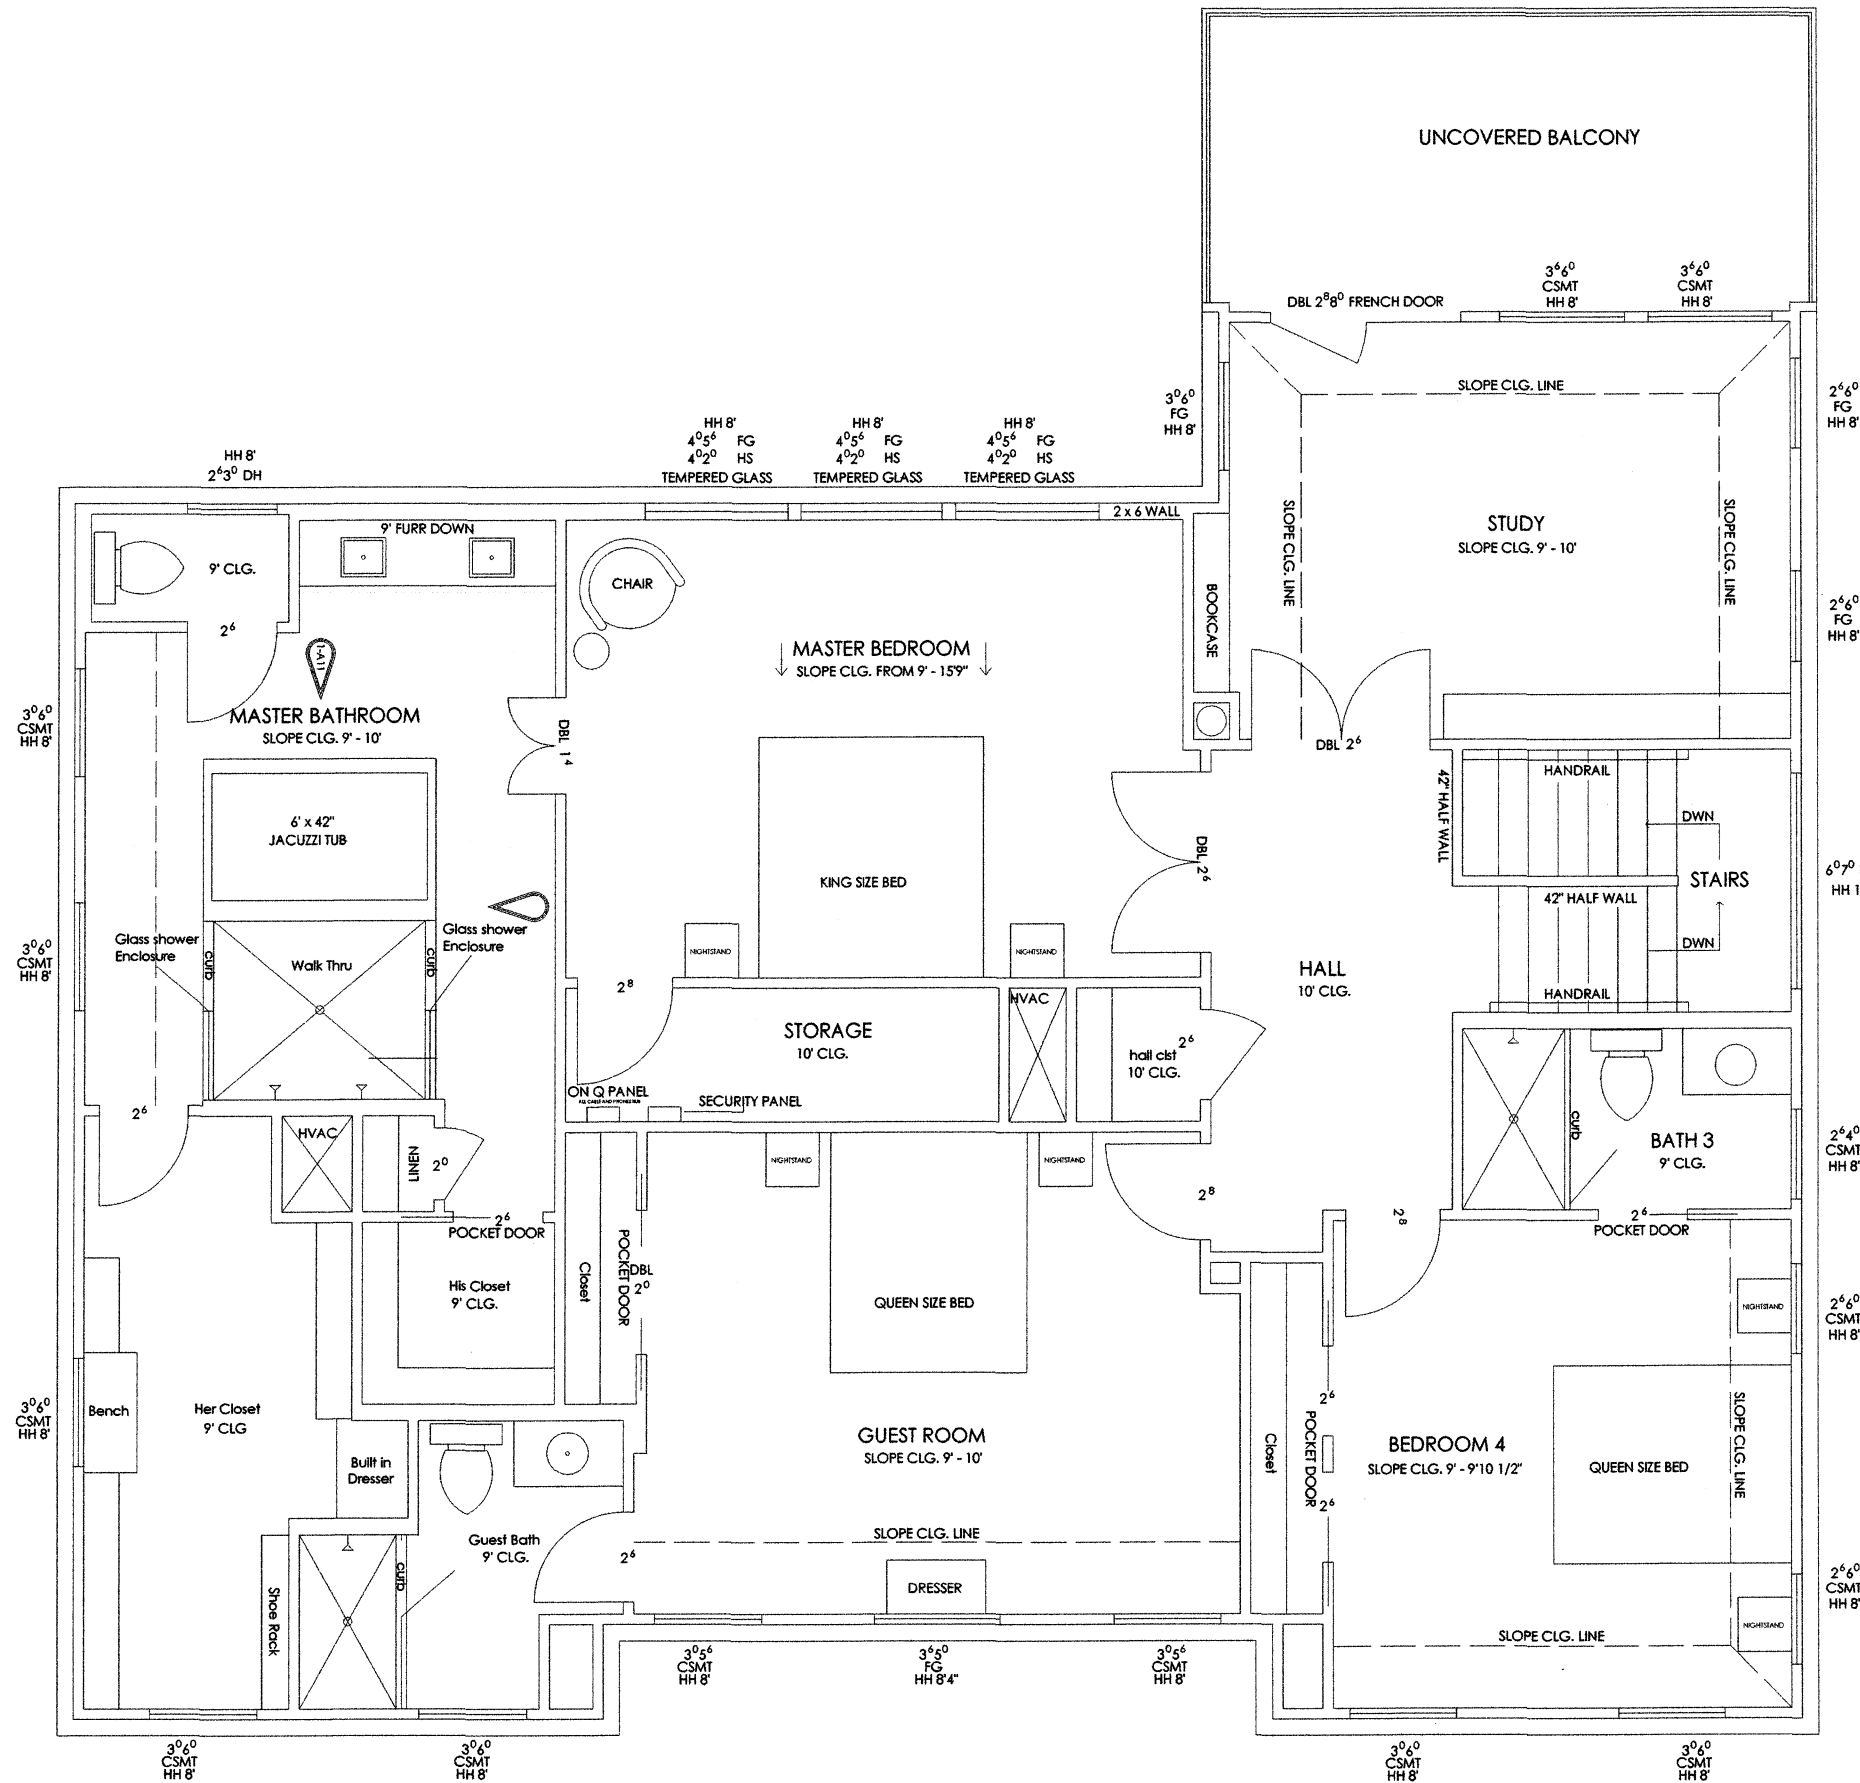 UNCOVERED BALCONY
3⁶6⁰
CSMT
HH 8'
3⁶6⁰
CSMT
HH 8'
DBL 2⁸8⁰ FRENCH DOOR
SLOPE CLG. LINE
3⁰6⁰
FG
HH 8'
2⁶6⁰
FG
HH 8'
HH 8'
4⁰5⁶ FG
4⁰2⁰ HS
TEMPERED GLASS
HH 8'
4⁰5⁶ FG
4⁰2⁰ HS
TEMPERED GLASS
HH 8'
4⁰5⁶ FG
4⁰2⁰ HS
TEMPERED GLASS
HH 8'
2⁶3⁰ DH
2 x 6 WALL
SLOPE CLG. LINE
STUDY
SLOPE CLG. 9' - 10'
SLOPE CLG. LINE
9' FURR DOWN
9' CLG.
CHAIR
BOOKCASE
2⁶6⁰
FG
HH 8'
2⁶
1-A11
MASTER BEDROOM
SLOPE CLG. FROM 9' - 15'9"
3⁰6⁰
CSMT
HH 8'
MASTER BATHROOM
SLOPE CLG. 9' - 10'
DBL 1⁴
DBL 2⁶
42" HALF WALL
HANDRAIL
DWN
6' x 42"
JACUZZI TUB
KING SIZE BED
DBL 2⁶
STAIRS
6⁰7⁰
HH 1
42" HALF WALL
DWN
3⁰6⁰
CSMT
HH 8'
Glass shower
Enclosure
curb
Walk Thru
curb
Glass shower
Enclosure
NIGHTSTAND
NIGHTSTAND
HALL
10' CLG.
HANDRAIL
2⁸
HVAC
STORAGE
10' CLG.
hall clst
10' CLG.
2⁶
ON Q PANEL
ALL CABLE AND PHONES RUN
SECURITY PANEL
2⁶
HVAC
LINEN
2⁰
NIGHTSTAND
NIGHTSTAND
curb
BATH 3
9' CLG.
2⁶4⁰
CSMT
HH 8'
2⁸
2⁸
2⁶
POCKET DOOR
2⁶
POCKET DOOR
His Closet
9' CLG.
Closet
POCKET DOOR
DBL
2⁰
QUEEN SIZE BED
NIGHTSTAND
2⁶6⁰
CSMT
HH 8'
3⁰6⁰
CSMT
HH 8'
Bench
Her Closet
9' CLG
Built in
Dresser
GUEST ROOM
SLOPE CLG. 9' - 10'
Closet
2⁶
POCKET DOOR
2⁶
BEDROOM 4
SLOPE CLG. 9' - 9'10 1/2"
QUEEN SIZE BED
SLOPE CLG. LINE
Guest Bath
9' CLG.
2⁶
SLOPE CLG. LINE
DRESSER
curb
Shoe Rack
2⁶6⁰
CSMT
HH 8'
NIGHTSTAND
SLOPE CLG. LINE
3⁰5⁶
CSMT
HH 8'
3⁶5⁰
FG
HH 8'4"
3⁰5⁶
CSMT
HH 8'
3⁰6⁰
CSMT
HH 8'
3⁰6⁰
CSMT
HH 8'
3⁰6⁰
CSMT
HH 8'
3⁰6⁰
CSMT
HH 8'